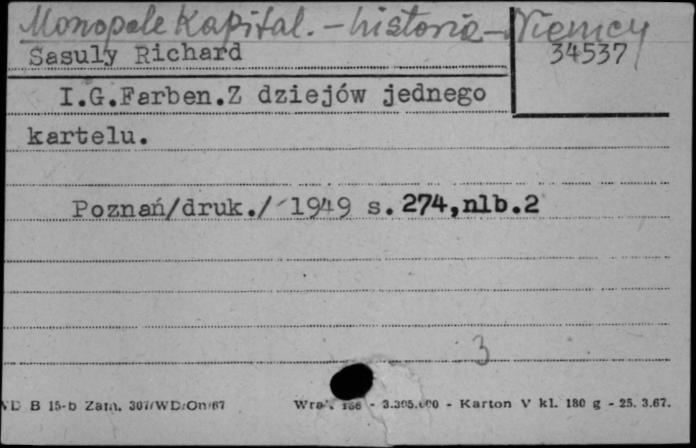 Monopole Kapital. - historia - Niemcy
Sasuly Richard 34537
I.G.Farben.Z dziejów jednego
kartelu.
Poznań/druk./ 1949 s. 274,nlb.2
3
B 15-b Zam. 307/WD/On/67 - 3.395.000 - Karton V kl. 180 g - 25. 3.67.